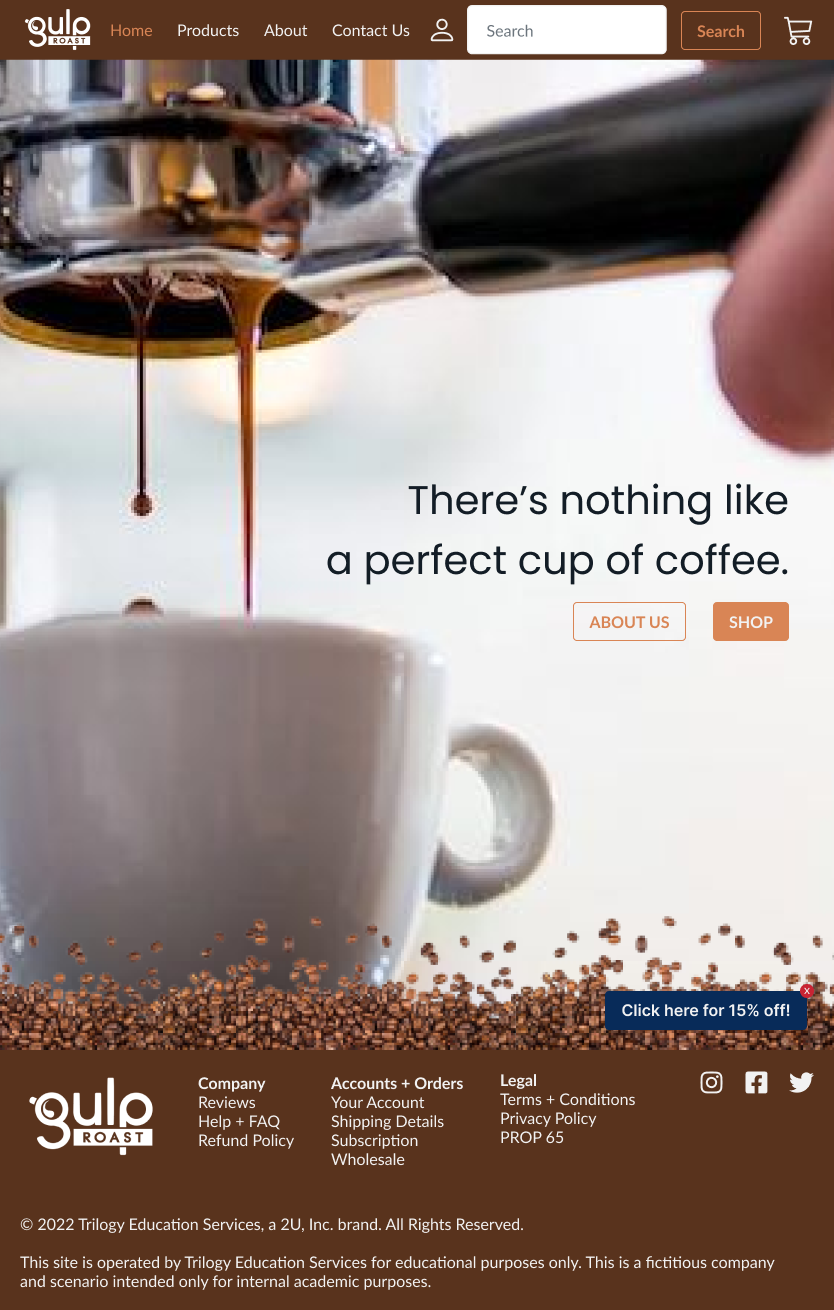 gulp
ROAST
Home Products About Contact Us Search Search
There’s nothing like
a perfect cup of coffee.
ABOUT US SHOP
x
Click here for 15% off!
gulp
ROAST
Company
Reviews
Help + FAQ
Refund Policy
Accounts + Orders
Your Account
Shipping Details
Subscription
Wholesale
Legal
Terms + Conditions
Privacy Policy
PROP 65
© 2022 Trilogy Education Services, a 2U, Inc. brand. All Rights Reserved.
This site is operated by Trilogy Education Services for educational purposes only. This is a fictitious company
and scenario intended only for internal academic purposes.